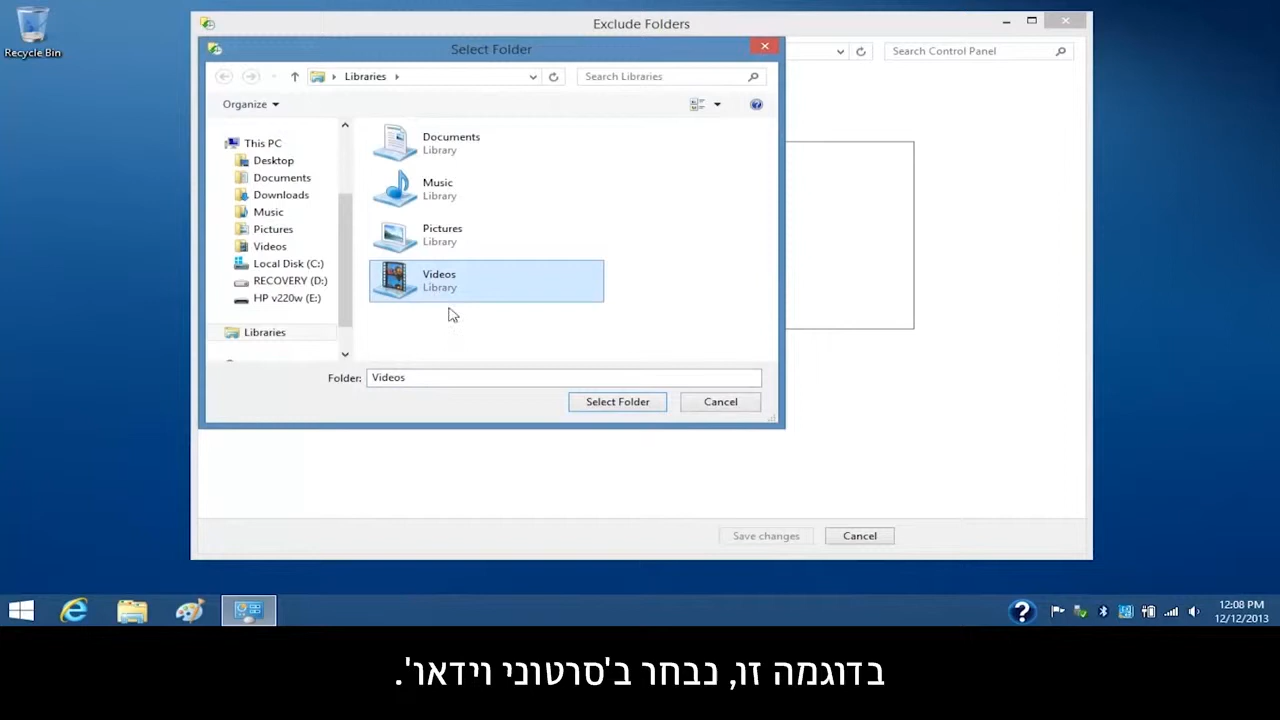 Recycle Bin
Exclude Folders
Select Folder
Libraries
Search Libraries
Search Control Panel
Organize
This PC
Desktop
Documents
Downloads
Music
Pictures
Videos
Local Disk (C:)
RECOVERY (D:)
HP v220w (E:)
Libraries
Documents
Library
Music
Library
Pictures
Library
Videos
Library
Folder: Videos
Select Folder
Cancel
Save changes
Cancel
12:08 PM
12/12/2013
בדוגמה זו, נבחר ב'סרטוני וידאו'.